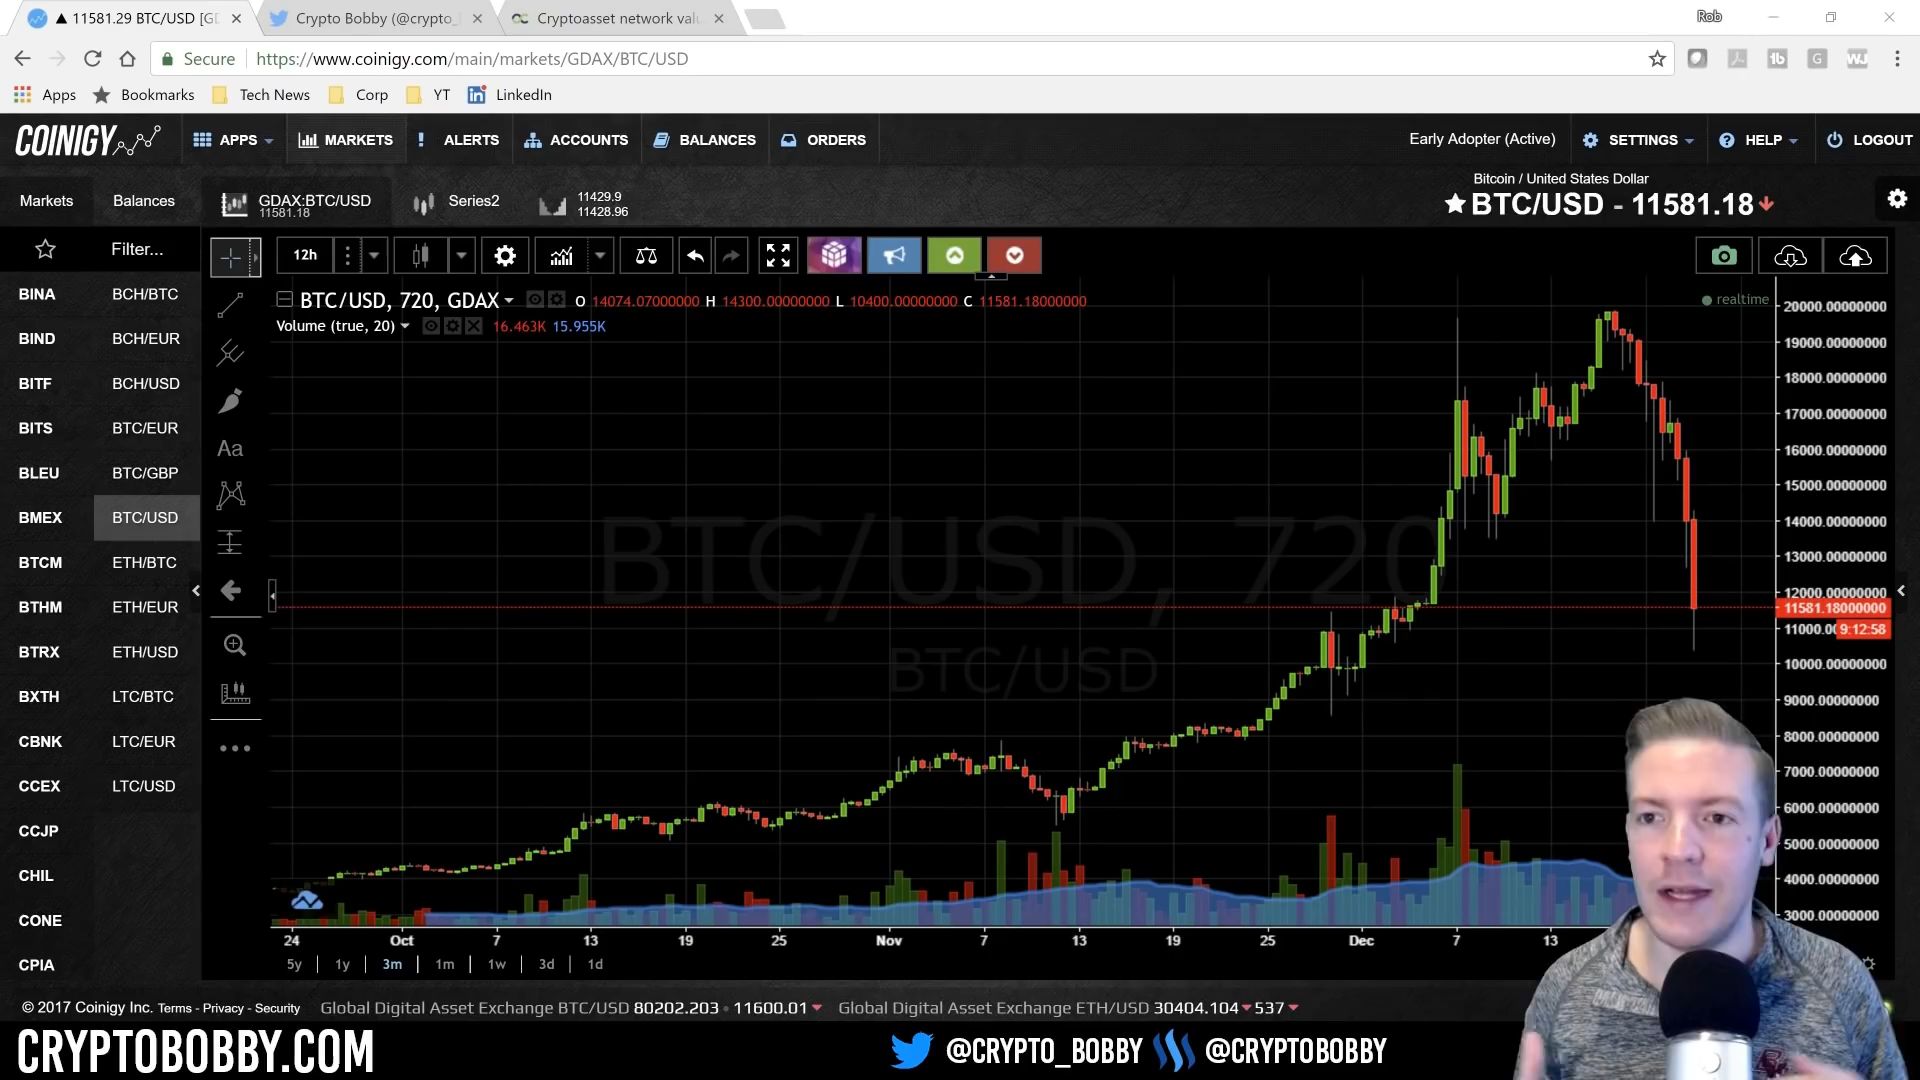 ▲ 11581.29 BTC/USD [GD
Crypto Bobby (@crypto_
Cryptoasset network valu
Rob
Secure
https://www.coinigy.com/main/markets/GDAX/BTC/USD
Apps
Bookmarks
Tech News
Corp
YT
LinkedIn
COINIGY
APPS
MARKETS
ALERTS
ACCOUNTS
BALANCES
ORDERS
Early Adopter (Active)
SETTINGS
HELP
LOGOUT
Markets
Balances
GDAX:BTC/USD
11581.18
Series2
11429.9
11428.96
Bitcoin / United States Dollar
BTC/USD - 11581.18
Filter...
12h
BTC/USD, 720, GDAX
O 14074.07000000 H 14300.00000000 L 10400.00000000 C 11581.18000000
realtime
Volume (true, 20)
16.463K 15.955K
BINA BCH/BTC
BIND BCH/EUR
BITF BCH/USD
BITS BTC/EUR
BLEU BTC/GBP
BMEX BTC/USD
BTCM ETH/BTC
BTHM ETH/EUR
BTRX ETH/USD
BXTH LTC/BTC
CBNK LTC/EUR
CCEX LTC/USD
CCJP
CHIL
CONE
CPIA
Aa
BTC/USD, 720
BTC/USD
20000.00000000
19000.00000000
18000.00000000
17000.00000000
16000.00000000
15000.00000000
14000.00000000
13000.00000000
12000.00000000
11581.18000000
11000.00
9:12:58
10000.00000000
9000.00000000
8000.00000000
7000.00000000
6000.00000000
5000.00000000
4000.00000000
3000.00000000
24 Oct 7 13 19 25 Nov 7 13 19 25 Dec 7 13
5y 1y 3m 1m 1w 3d 1d
© 2017 Coinigy Inc. Terms - Privacy - Security
Global Digital Asset Exchange BTC/USD 80202.203 11600.01
Global Digital Asset Exchange ETH/USD 30404.104 537
CRYPTOBOBBY.COM
@CRYPTO_BOBBY
@CRYPTOBOBBY